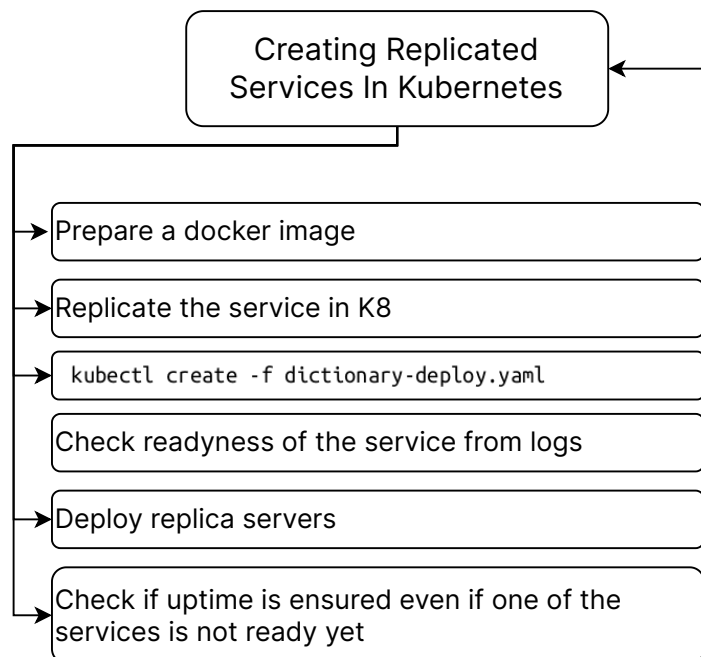 Creating Replicated
Services In Kubernetes
Prepare a docker image
Replicate the service in K8
kubectl create -f dictionary-deploy.yaml
Check readyness of the service from logs
Deploy replica servers
Check if uptime is ensured even if one of the
services is not ready yet